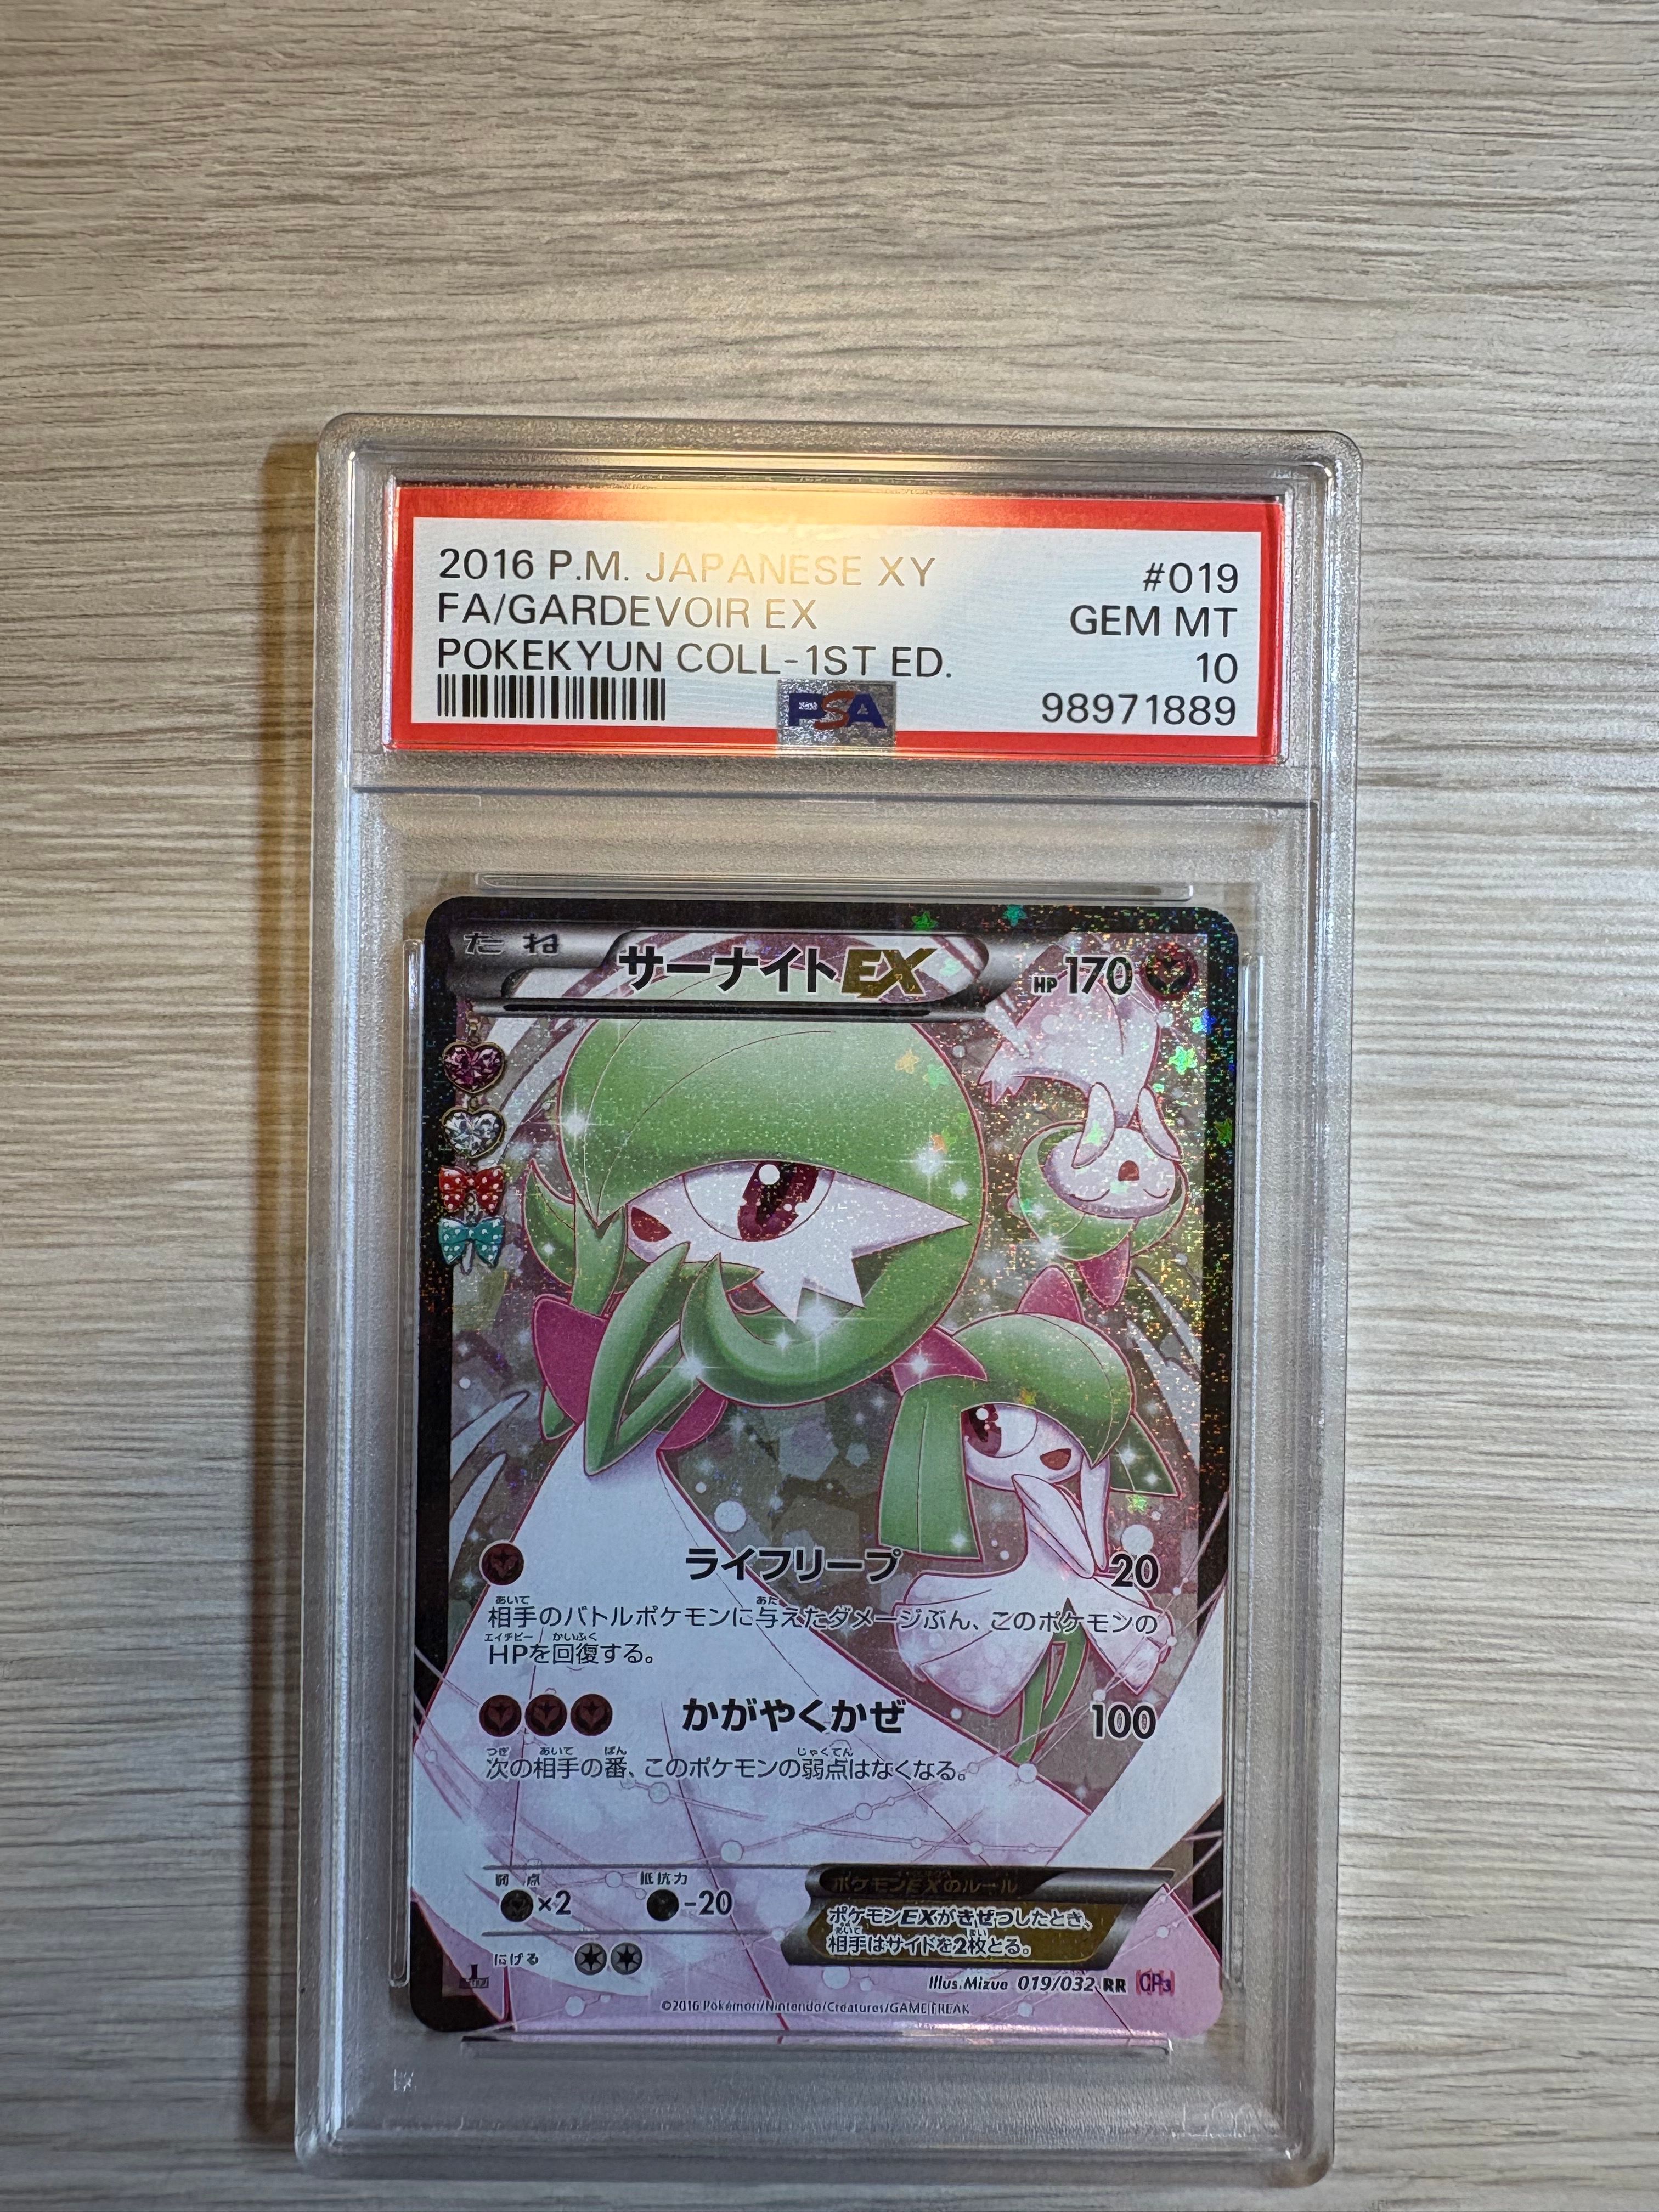 2016 P.M. JAPANESE XY #019
FA/GARDEVOIR EX GEM MT
POKEKYUN COLL-1ST ED. 10
PSA 98971889
たね サーナイトEX HP170
ライフリープ 20
相手のバトルポケモンに与えたダメージぶん、このポケモンの
HPを回復する。
かがやくかぜ 100
次の相手の番、このポケモンの弱点はなくなる。
弱点 ×2 抵抗力 -20
ポケモンEXのルール
ポケモンEXがきぜつしたとき、
相手はサイドを2枚とる。
にげる
Illus. Mizue 019/032 RR CP3
©2016 Pokémon/Nintendo/Creatures/GAME FREAK